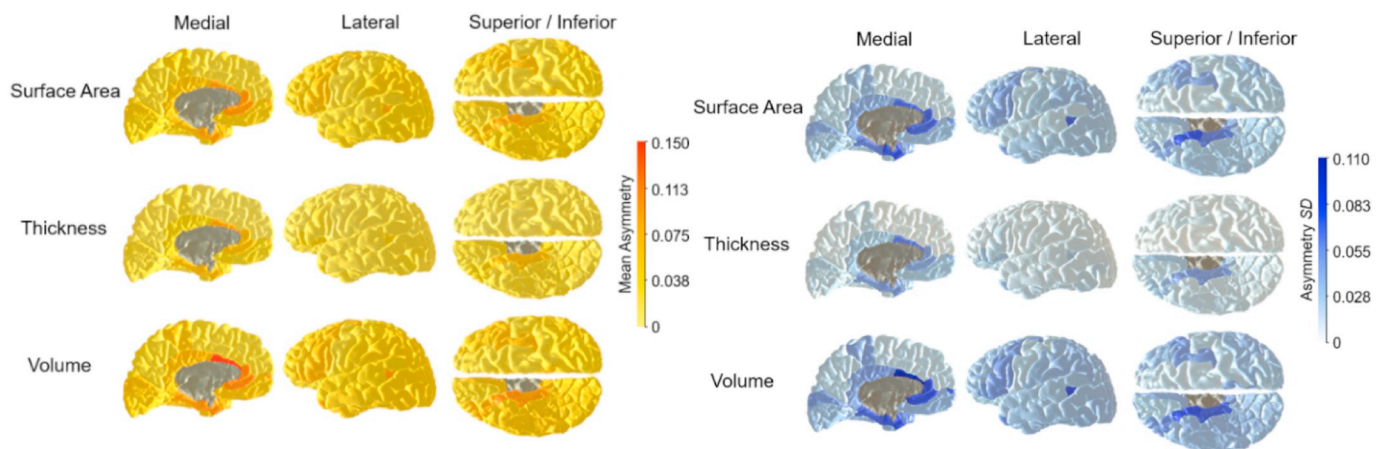 Medial Lateral Superior / Inferior
Surface Area
Thickness
Volume
Mean Asymmetry
0.150
0.113
0.075
0.038
0
Medial Lateral Superior / Inferior
Surface Area
Thickness
Volume
Asymmetry SD
0.110
0.083
0.055
0.028
0